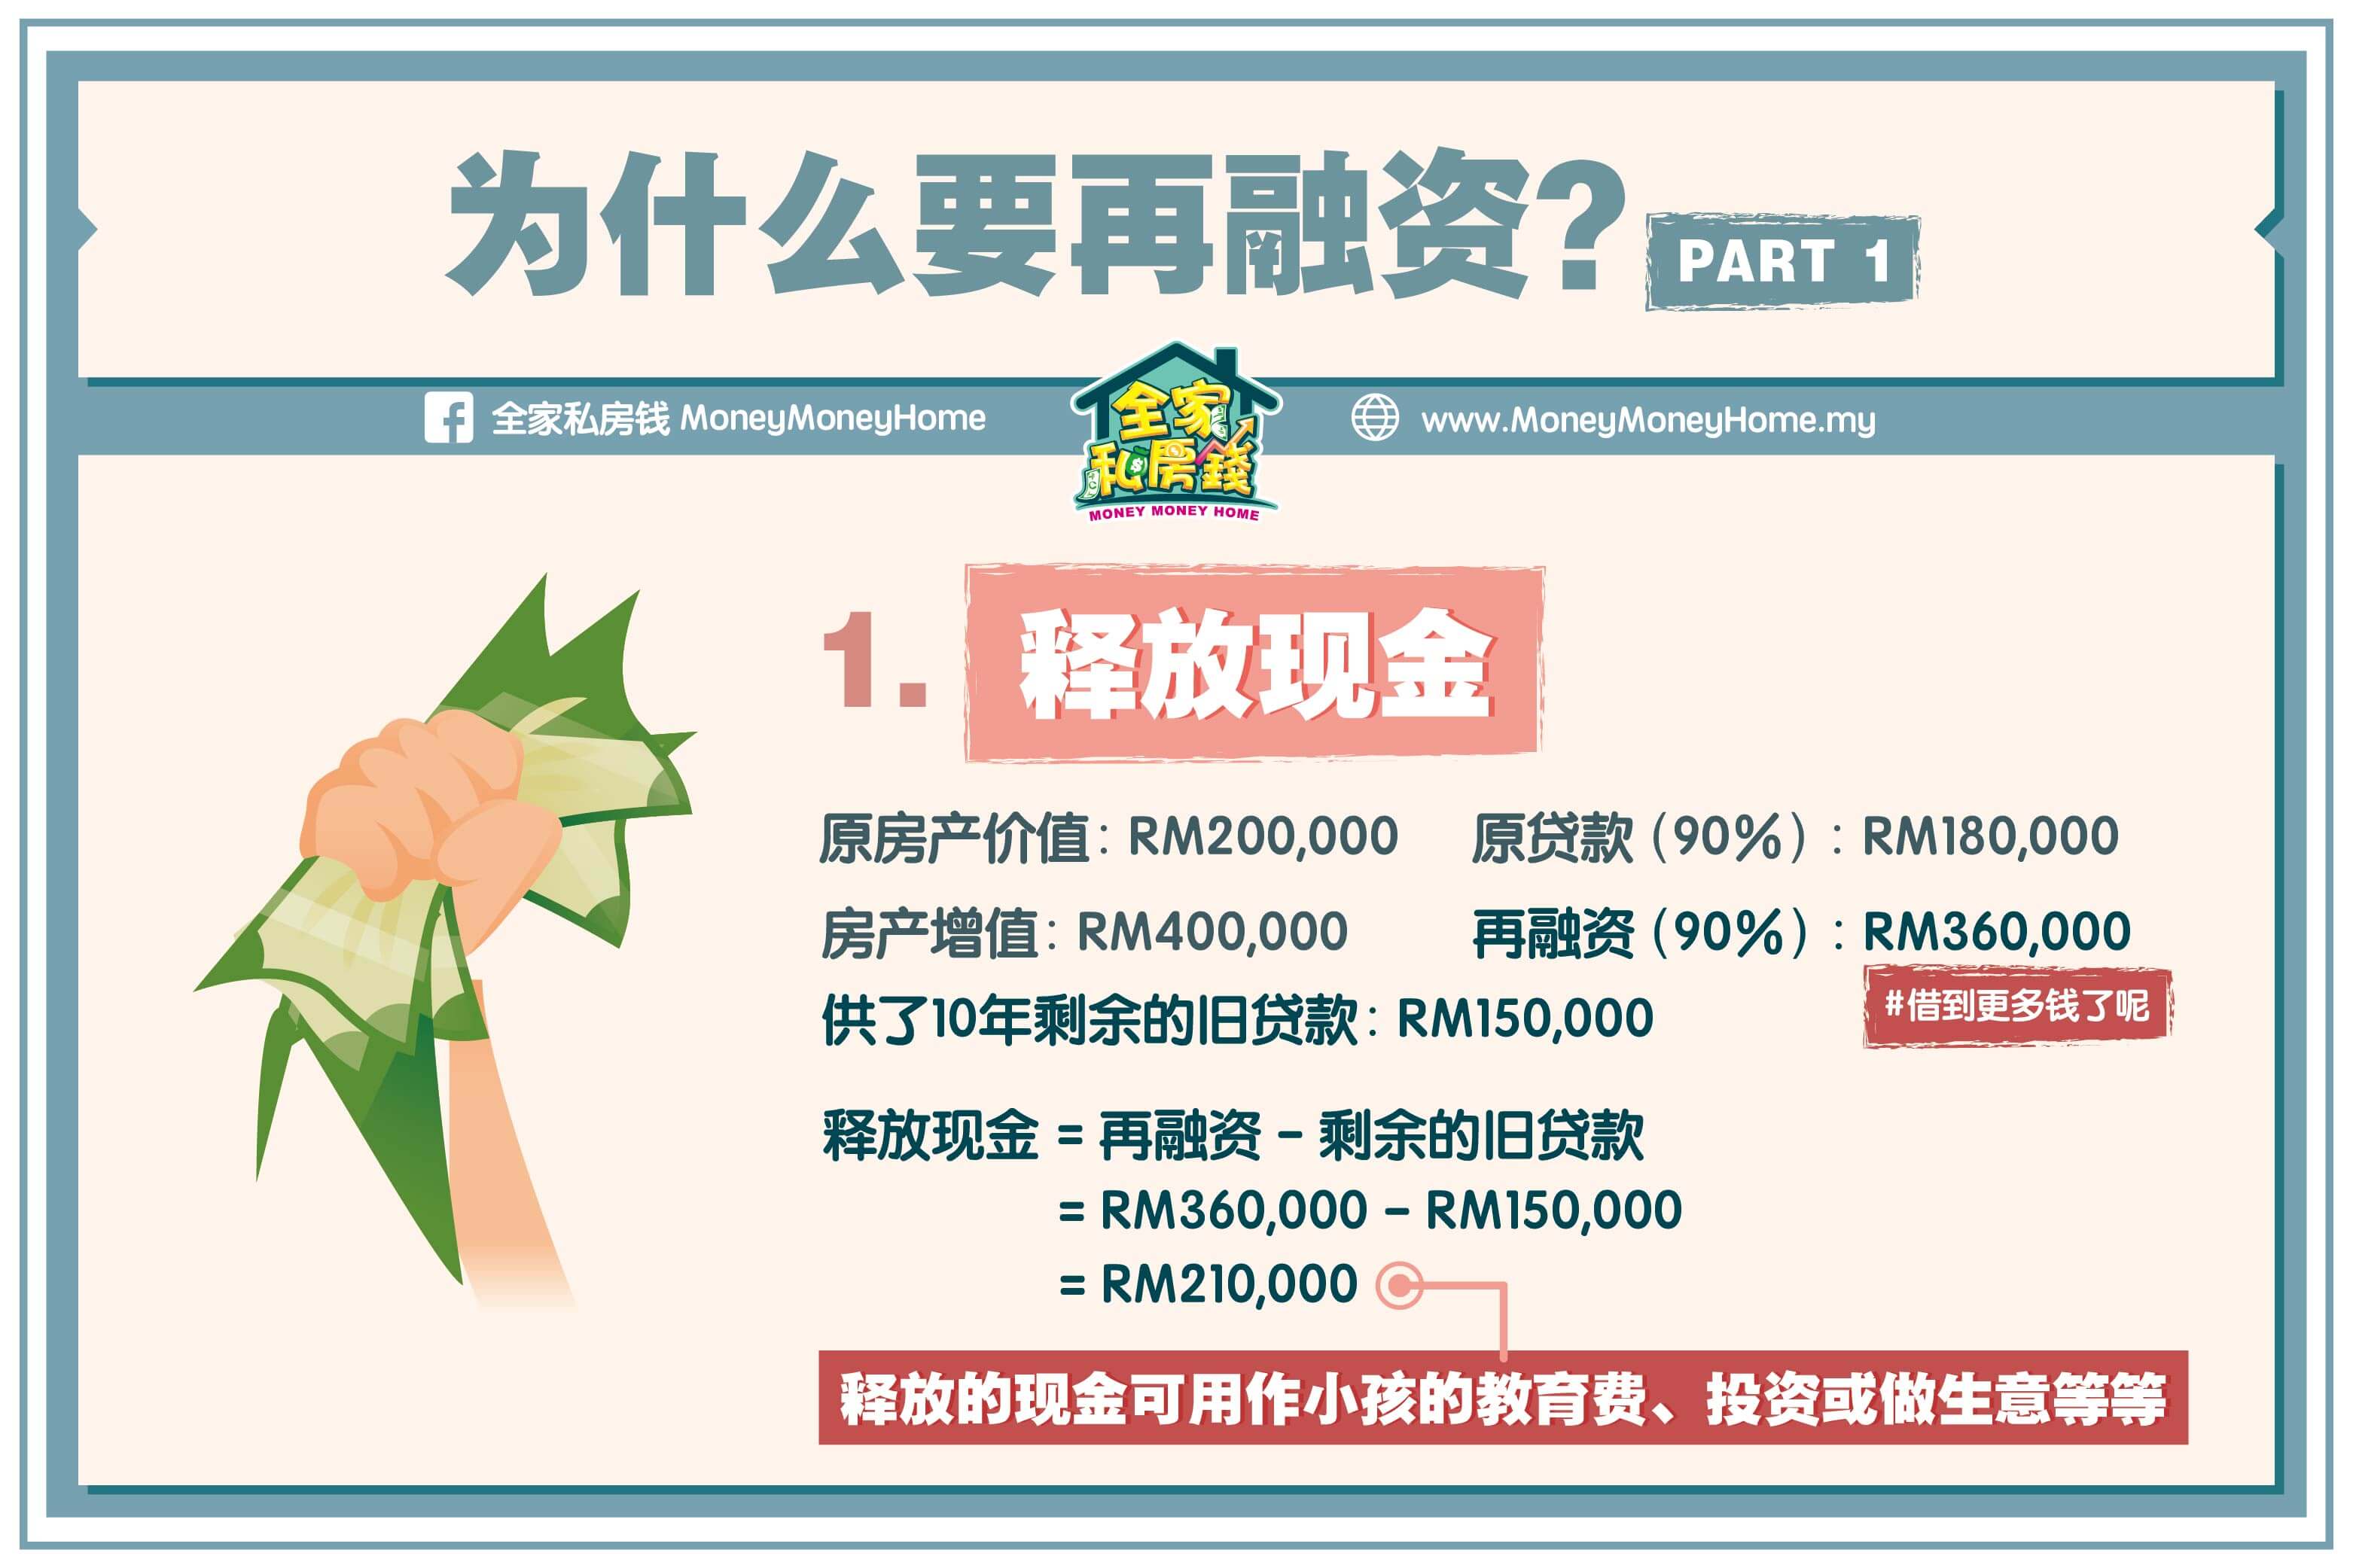 为什么要再融资?
PART 1
全家私房钱 MoneyMoneyHome
全家
私房錢
MONEY MONEY HOME
www.MoneyMoneyHome.my
1. 释放现金
原房产价值: RM200,000
原贷款 (90%) : RM180,000
房产增值: RM400,000
再融资 (90%) : RM360,000
#借到更多钱了呢
供了10年剩余的旧贷款: RM150,000
释放现金 = 再融资 – 剩余的旧贷款
= RM360,000 – RM150,000
= RM210,000
释放的现金可用作小孩的教育费、投资或做生意等等